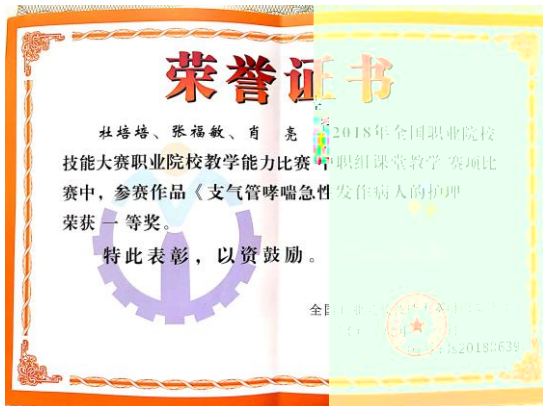 荣誉证书
杜培培、张福敏、肖 亮 2018年全国职业院校
技能大赛职业院校教学能力比赛 中职组课堂教学 赛项比
赛中，参赛作品《支气管哮喘急性发作病人的护理
荣获 一 等奖。
特此表彰，以资鼓励。
全国
20188639